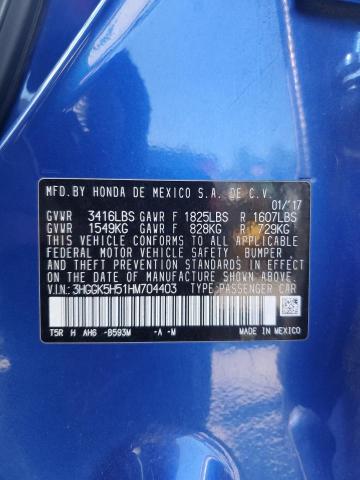 MFD.BY HONDA DE MEXICO S.A. DE C.V.
01/'17
GVWR 3416LBS GAWR F 1825LBS R 1607LBS
GVWR 1549KG GAWR F 828KG R 729KG
THIS VEHICLE CONFORMS TO ALL APPLICABLE
FEDERAL MOTOR VEHICLE SAFETY, BUMPER
AND THEFT PREVENTION STANDARDS IN EFFECT
ON THE DATE OF MANUFACTURE SHOWN ABOVE.
V.I.N.: 3HGGK5H51HM704403 TYPE:PASSENGER CAR
T5R H AH6 -B593M -A -M MADE IN MEXICO